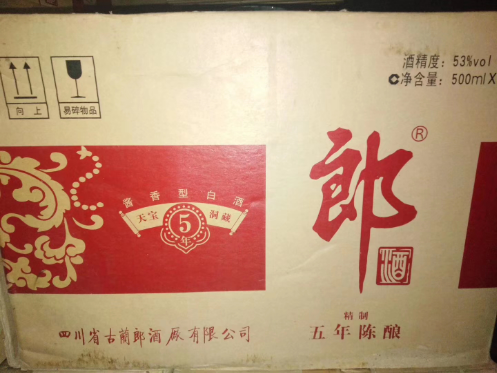 酒精度：53%vol
净含量：500mlX
向上
易碎物品
郎®
酒
酱香型白酒
天宝 5年 洞藏
精制
五年陈酿
四川省古蔺郎酒厰有限公司